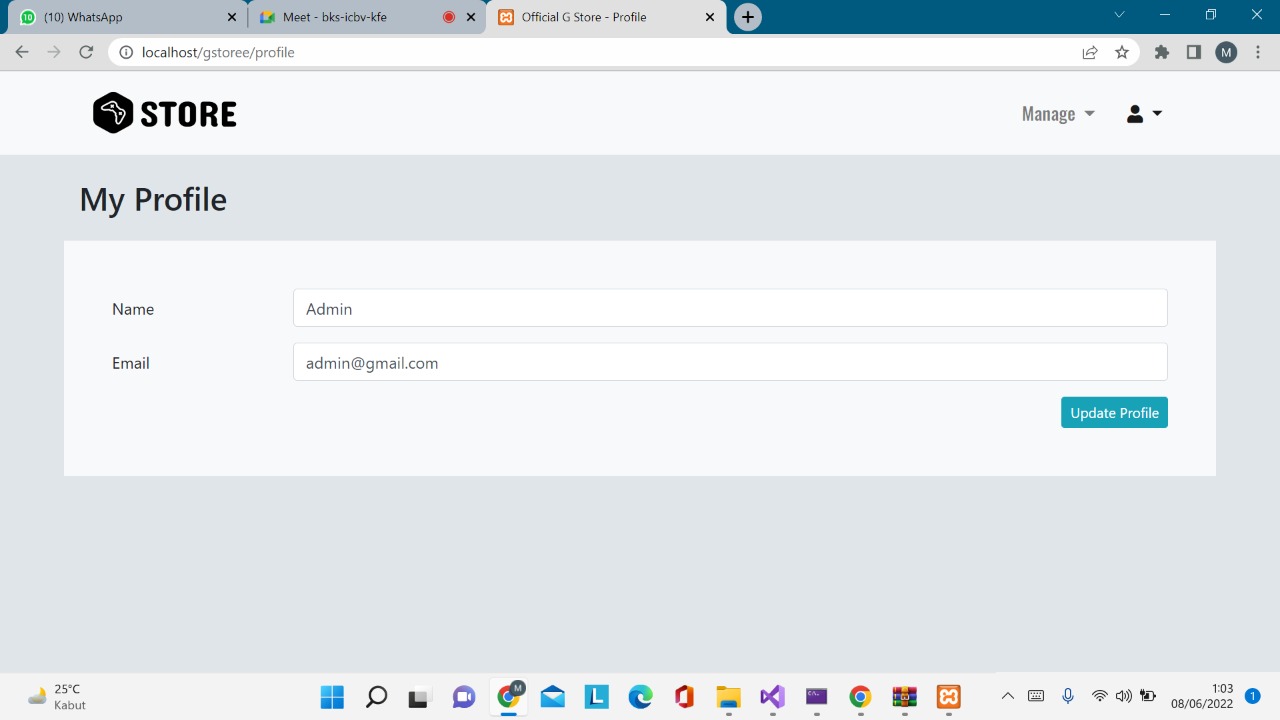 10
(10) WhatsApp
Meet - bks-icbv-kfe
Official G Store - Profile
localhost/gstoree/profile
M
STORE
Manage
My Profile
Name
Admin
Email
admin@gmail.com
Update Profile
25°C
Kabut
M
L
1:03
08/06/2022
1